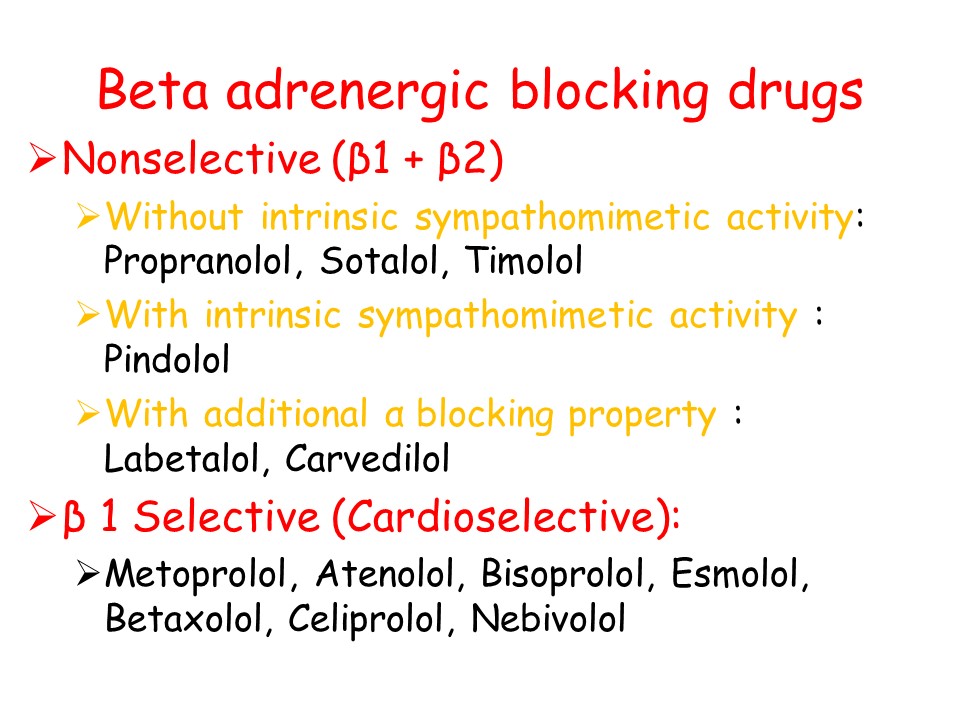 Beta adrenergic blocking drugs
➢Nonselective (β1 + β2)
➢Without intrinsic sympathomimetic activity:
Propranolol, Sotalol, Timolol
➢With intrinsic sympathomimetic activity :
Pindolol
➢With additional α blocking property :
Labetalol, Carvedilol
➢β 1 Selective (Cardioselective):
➢Metoprolol, Atenolol, Bisoprolol, Esmolol,
Betaxolol, Celiprolol, Nebivolol